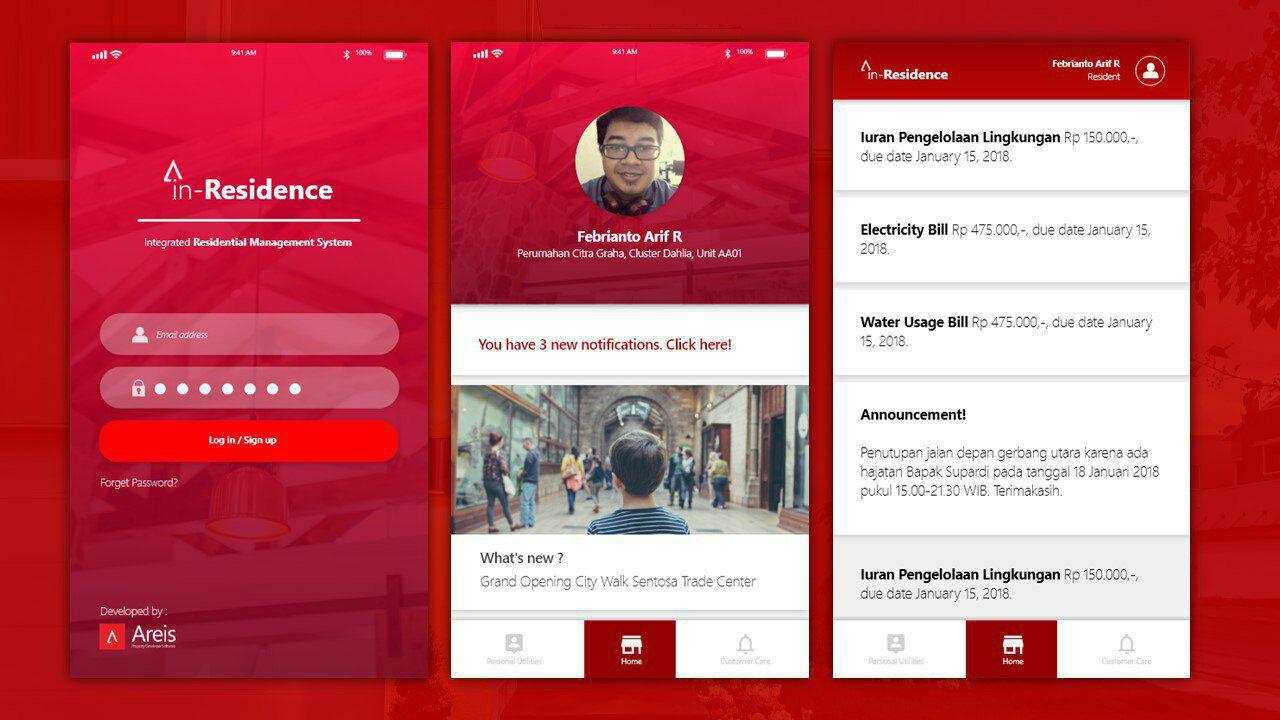 9:41 AM
100%
in-Residence
Integrated Residential Management System
Email address
Log in / Sign up
Forget Password?
Developed by :
Areis
Property Developer Software
9:41 AM
100%
Febrianto Arif R
Perumahan Citra Graha, Cluster Dahlia, Unit AA01
You have 3 new notifications. Click here!
What's new ?
Grand Opening City Walk Sentosa Trade Center
Personal Utilities
Home
Customer Care
in-Residence
Febrianto Arif R
Resident
Iuran Pengelolaan Lingkungan Rp 150.000,-,
due date January 15, 2018.
Electricity Bill Rp 475.000,-, due date January 15,
2018.
Water Usage Bill Rp 475.000,-, due date January
15, 2018.
Announcement!
Penutupan jalan depan gerbang utara karena ada
hajatan Bapak Supardi pada tanggal 18 Januari 2018
pukul 15.00-21.30 WIB. Terimakasih.
Iuran Pengelolaan Lingkungan Rp 150.000,-,
due date January 15, 2018.
Personal Utilities
Home
Customer Care